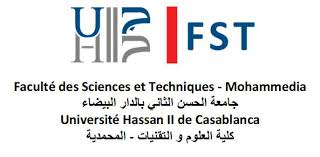 UH FST
Faculté des Sciences et Techniques - Mohammedia
جامعة الحسن الثاني بالدار البيضاء
Université Hassan II de Casablanca
كلية العلوم و التقنيات - المحمدية